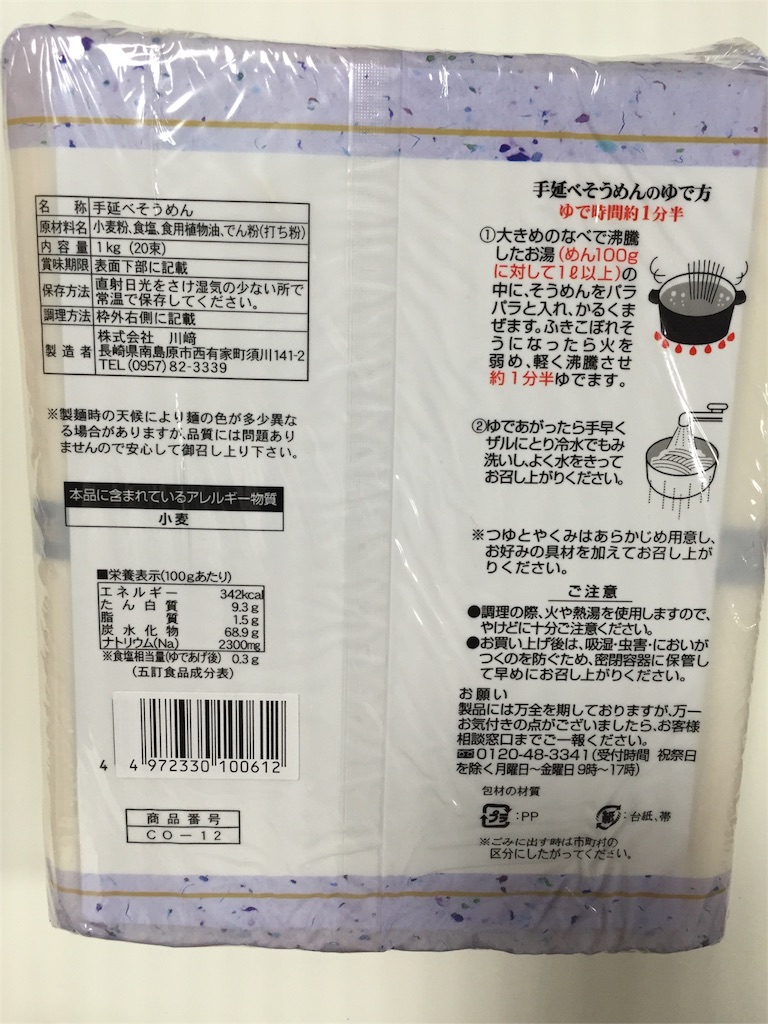 名称 手延べそうめん
原材料名 小麦粉、食塩、食用植物油、でん粉(打ち粉)
内容量 1kg(20束)
賞味期限 表面下部に記載
保存方法 直射日光をさけ湿気の少ない所で
常温で保存してください。
調理方法 枠外右側に記載
製造者 株式会社 川﨑
長崎県南島原市西有家町須川141-2
TEL(0957)82-3339
※製麺時の天候により麺の色が多少異な
る場合がありますが、品質には問題あり
ませんので安心して御召し上り下さい。
本品に含まれているアレルギー物質
小麦
■栄養表示(100gあたり)
エネルギー 342kcal
たん白質 9.3g
脂質 1.5g
炭水化物 68.9g
ナトリウム(Na) 2300mg
※食塩相当量(ゆであげ後) 0.3g
(五訂食品成分表)
4 4972330100612
商品番号
CO-12
手延べそうめんのゆで方
ゆで時間約1分半
①大きめのなべで沸騰
したお湯(めん100g
に対して1ℓ以上)の
中に、そうめんをパラ
パラと入れ、かるくま
ぜます。ふきこぼれそ
うになったら火を
弱め、軽く沸騰させ
約1分半ゆでます。
②ゆであがったら手早く
ザルにとり冷水でもみ
洗いし、よく水をきって
お召し上がりください。
※つゆとやくみはあらかじめ用意し、
お好みの具材を加えてお召し上が
りください。
ご注意
●調理の際、火や熱湯を使用しますので、
やけどに十分ご注意ください。
●お買い上げ後は、吸湿・虫害・においが
つくのを防ぐため、密閉容器に保管し
て早めにお召し上がりください。
お願い
製品には万全を期しておりますが、万一
お気付きの点がございましたら、お客様
相談窓口までご一報ください。
0120-48-3341(受付時間 祝祭日
を除く月曜日~金曜日9時~17時)
包材の材質
プラ:PP 紙:台紙、帯
※ごみに出す時は市町村の
区分にしたがってください。